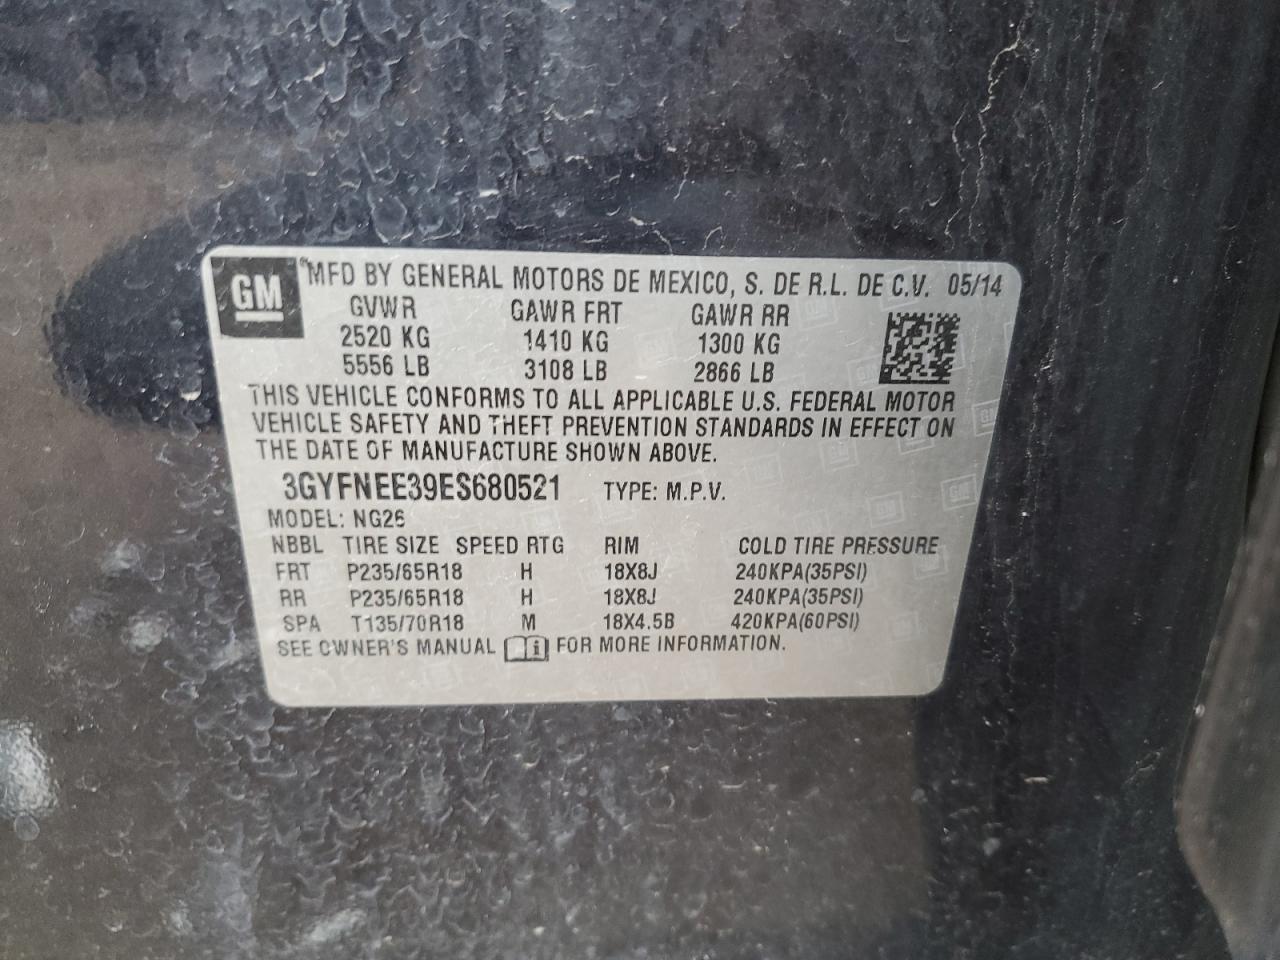 GM
MFD BY GENERAL MOTORS DE MEXICO, S. DE R.L. DE C.V. 05/14
GVWR GAWR FRT GAWR RR
2520 KG 1410 KG 1300 KG
5556 LB 3108 LB 2866 LB
THIS VEHICLE CONFORMS TO ALL APPLICABLE U.S. FEDERAL MOTOR
VEHICLE SAFETY AND THEFT PREVENTION STANDARDS IN EFFECT ON
THE DATE OF MANUFACTURE SHOWN ABOVE.
3GYFNEE39ES680521 TYPE: M.P.V.
MODEL: NG26
NBBL TIRE SIZE SPEED RTG RIM COLD TIRE PRESSURE
FRT P235/65R18 H 18X8J 240KPA(35PSI)
RR P235/65R18 H 18X8J 240KPA(35PSI)
SPA T135/70R18 M 18X4.5B 420KPA(60PSI)
SEE OWNER'S MANUAL FOR MORE INFORMATION.